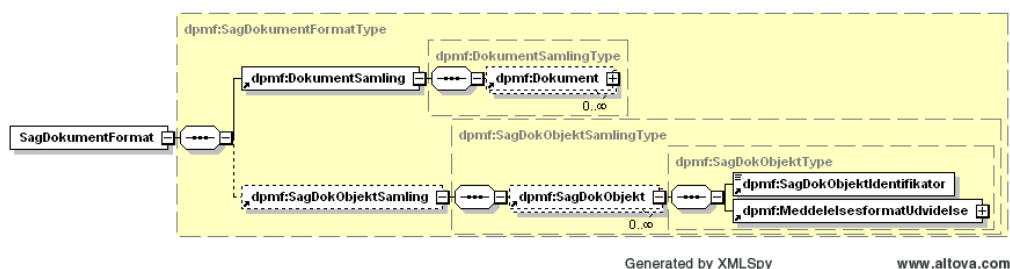 dpmf:SagDokumentFormatType
dpmf:DokumentSamlingType
dpmf:DokumentSamling
dpmf:Dokument
0..∞
SagDokumentFormat
dpmf:SagDokObjektSamlingType
dpmf:SagDokObjektType
dpmf:SagDokObjektSamling
dpmf:SagDokObjekt
0..∞
dpmf:SagDokObjektIdentifikator
dpmf:MeddelelsesformatUdvidelse
Generated by XMLSpy www.altova.com